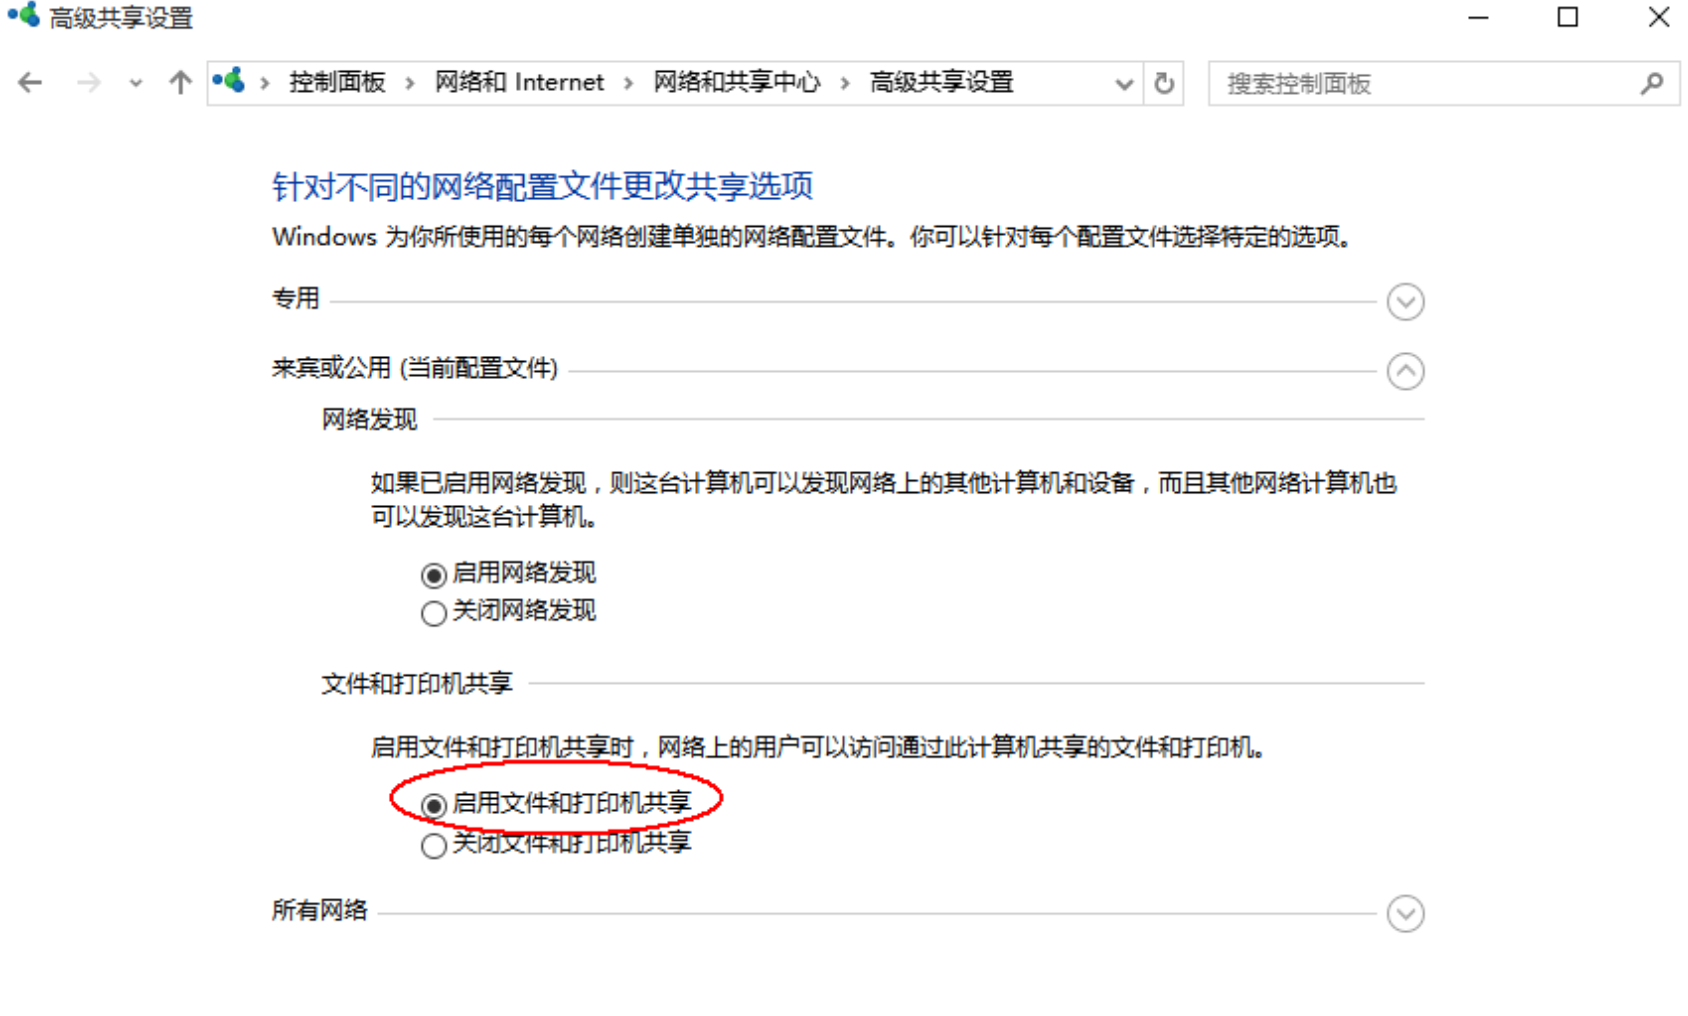 高级共享设置
控制面板 › 网络和 Internet › 网络和共享中心 › 高级共享设置
搜索控制面板
针对不同的网络配置文件更改共享选项
Windows 为你所使用的每个网络创建单独的网络配置文件。你可以针对每个配置文件选择特定的选项。
专用
来宾或公用 (当前配置文件)
网络发现
如果已启用网络发现，则这台计算机可以发现网络上的其他计算机和设备，而且其他网络计算机也
可以发现这台计算机。
启用网络发现
关闭网络发现
文件和打印机共享
启用文件和打印机共享时，网络上的用户可以访问通过此计算机共享的文件和打印机。
启用文件和打印机共享
关闭文件和打印机共享
所有网络